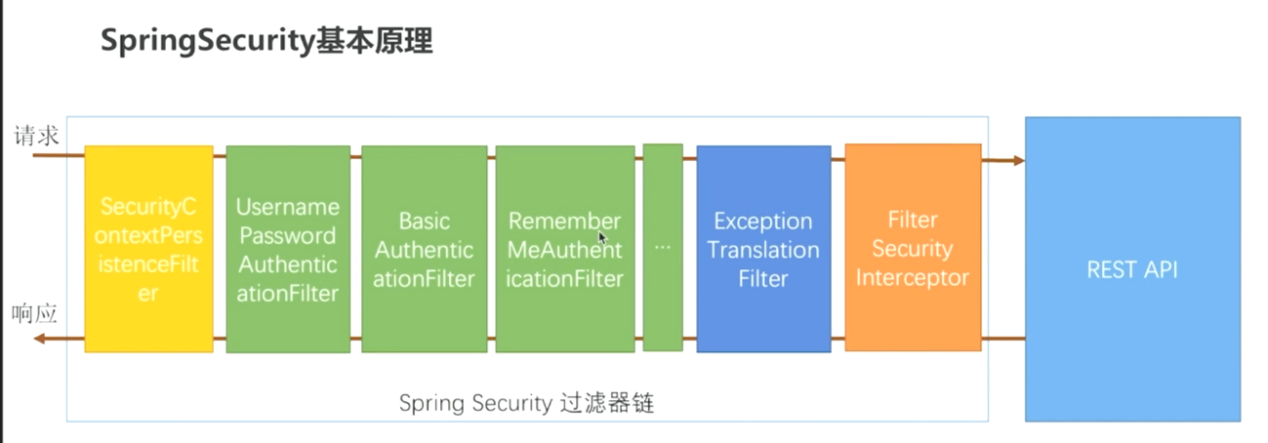 SpringSecurity基本原理
请求
SecurityC
ontextPers
istenceFilt
er
Username
Password
Authentic
ationFilter
Basic
Authentic
ationFilter
Remember
MeAuthent
icationFilter
...
Exception
Translation
Filter
Filter
Security
Interceptor
REST API
响应
Spring Security 过滤器链